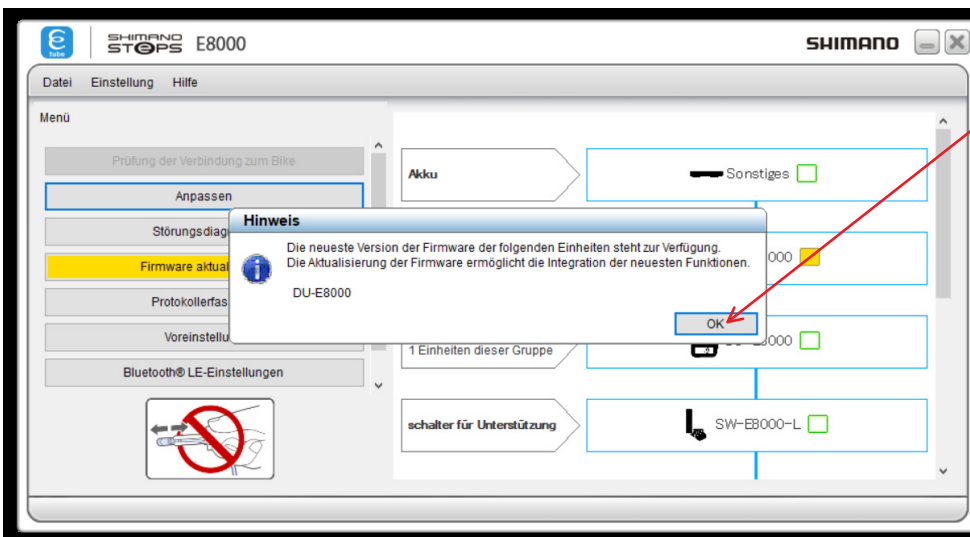 SHIMANO
STePS E8000
SHIMANO
tube
Datei Einstellung Hilfe
Menü
Prüfung der Verbindung zum Bike
Anpassen
Störungsdiag
Firmware aktual
Protokollerfas
Voreinstellu
Bluetooth® LE-Einstellungen
Akku
Sonstiges
Hinweis
Die neueste Version der Firmware der folgenden Einheiten steht zur Verfügung.
Die Aktualisierung der Firmware ermöglicht die Integration der neuesten Funktionen.
DU-E8000
OK
000
1 Einheiten dieser Gruppe
000
schalter für Unterstützung
SW-E8000-L